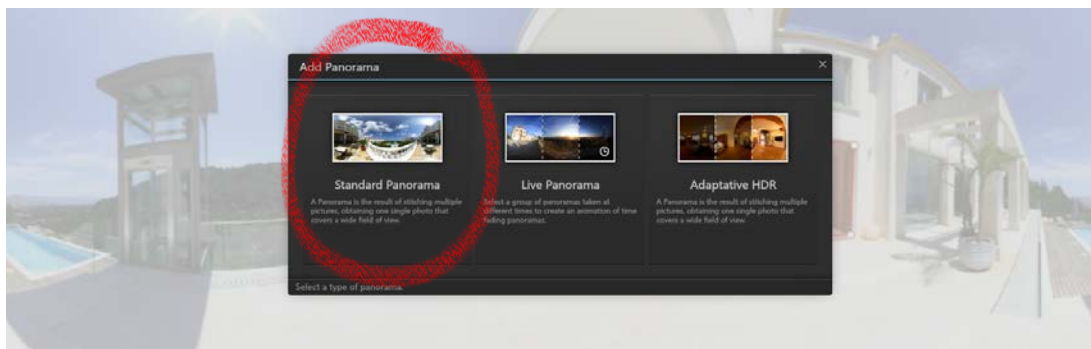 Add Panorama
Standard Panorama
A Panorama is the result of stitching multiple
pictures, obtaining one single photo that
covers a wide field of view.
Live Panorama
Select a group of panoramas taken at
different times to create an animation of time
fading panoramas.
Adaptative HDR
A Panorama is the result of stitching multiple
pictures, obtaining one single photo that
covers a wide field of view.
Select a type of panorama.